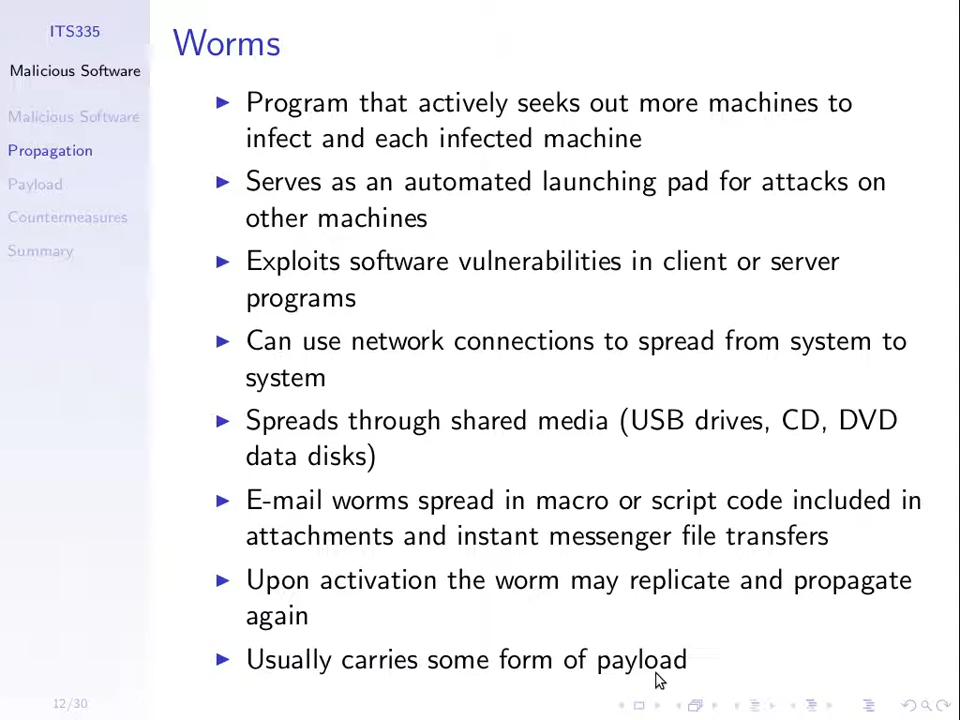 ITS335
Malicious Software
Malicious Software
Propagation
Payload
Countermeasures
Summary
Worms
Program that actively seeks out more machines to
infect and each infected machine
Serves as an automated launching pad for attacks on
other machines
Exploits software vulnerabilities in client or server
programs
Can use network connections to spread from system to
system
Spreads through shared media (USB drives, CD, DVD
data disks)
E-mail worms spread in macro or script code included in
attachments and instant messenger file transfers
Upon activation the worm may replicate and propagate
again
Usually carries some form of payload
12/30